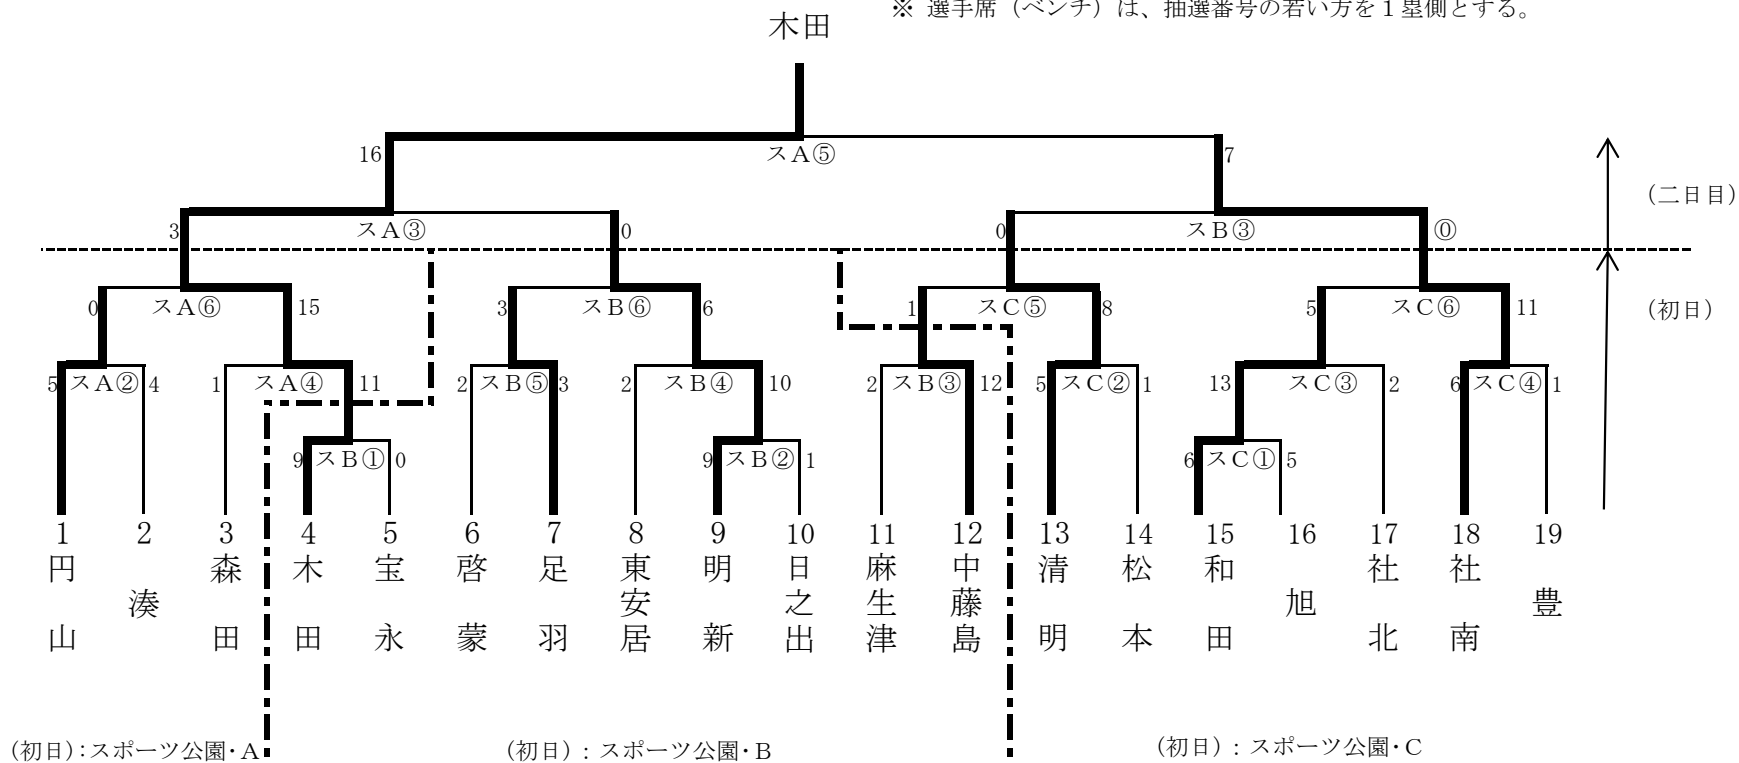 ※ 選手席（ベンチ）は、抽選番号の若い方を１塁側とする。
木田
16 スＡ⑤ 7
（二日目）
3 スＡ③ 0 0 スＢ③ ⓪
0 スＡ⑥ 15 3 スＢ⑥ 6 1 スＣ⑤ 8 5 スＣ⑥ 11
（初日）
5 スＡ② 4 1 スＡ④ 11 2 スＢ⑤ 3 2 スＢ④ 10 2 スＢ③ 12 5 スＣ② 1 13 スＣ③ 2 6 スＣ④ 1
9 スＢ① 0 9 スＢ② 1 6 スＣ① 5
1 2 3 4 5 6 7 8 9 10 11 12 13 14 15 16 17 18 19
円山
湊
森田
木田
宝永
啓蒙
足羽
東安居
明新
日之出
麻生津
中藤島
清明
松本
和田
旭
社北
社南
豊
（初日）：スポーツ公園・Ａ
（初日）：スポーツ公園・Ｂ
（初日）：スポーツ公園・Ｃ